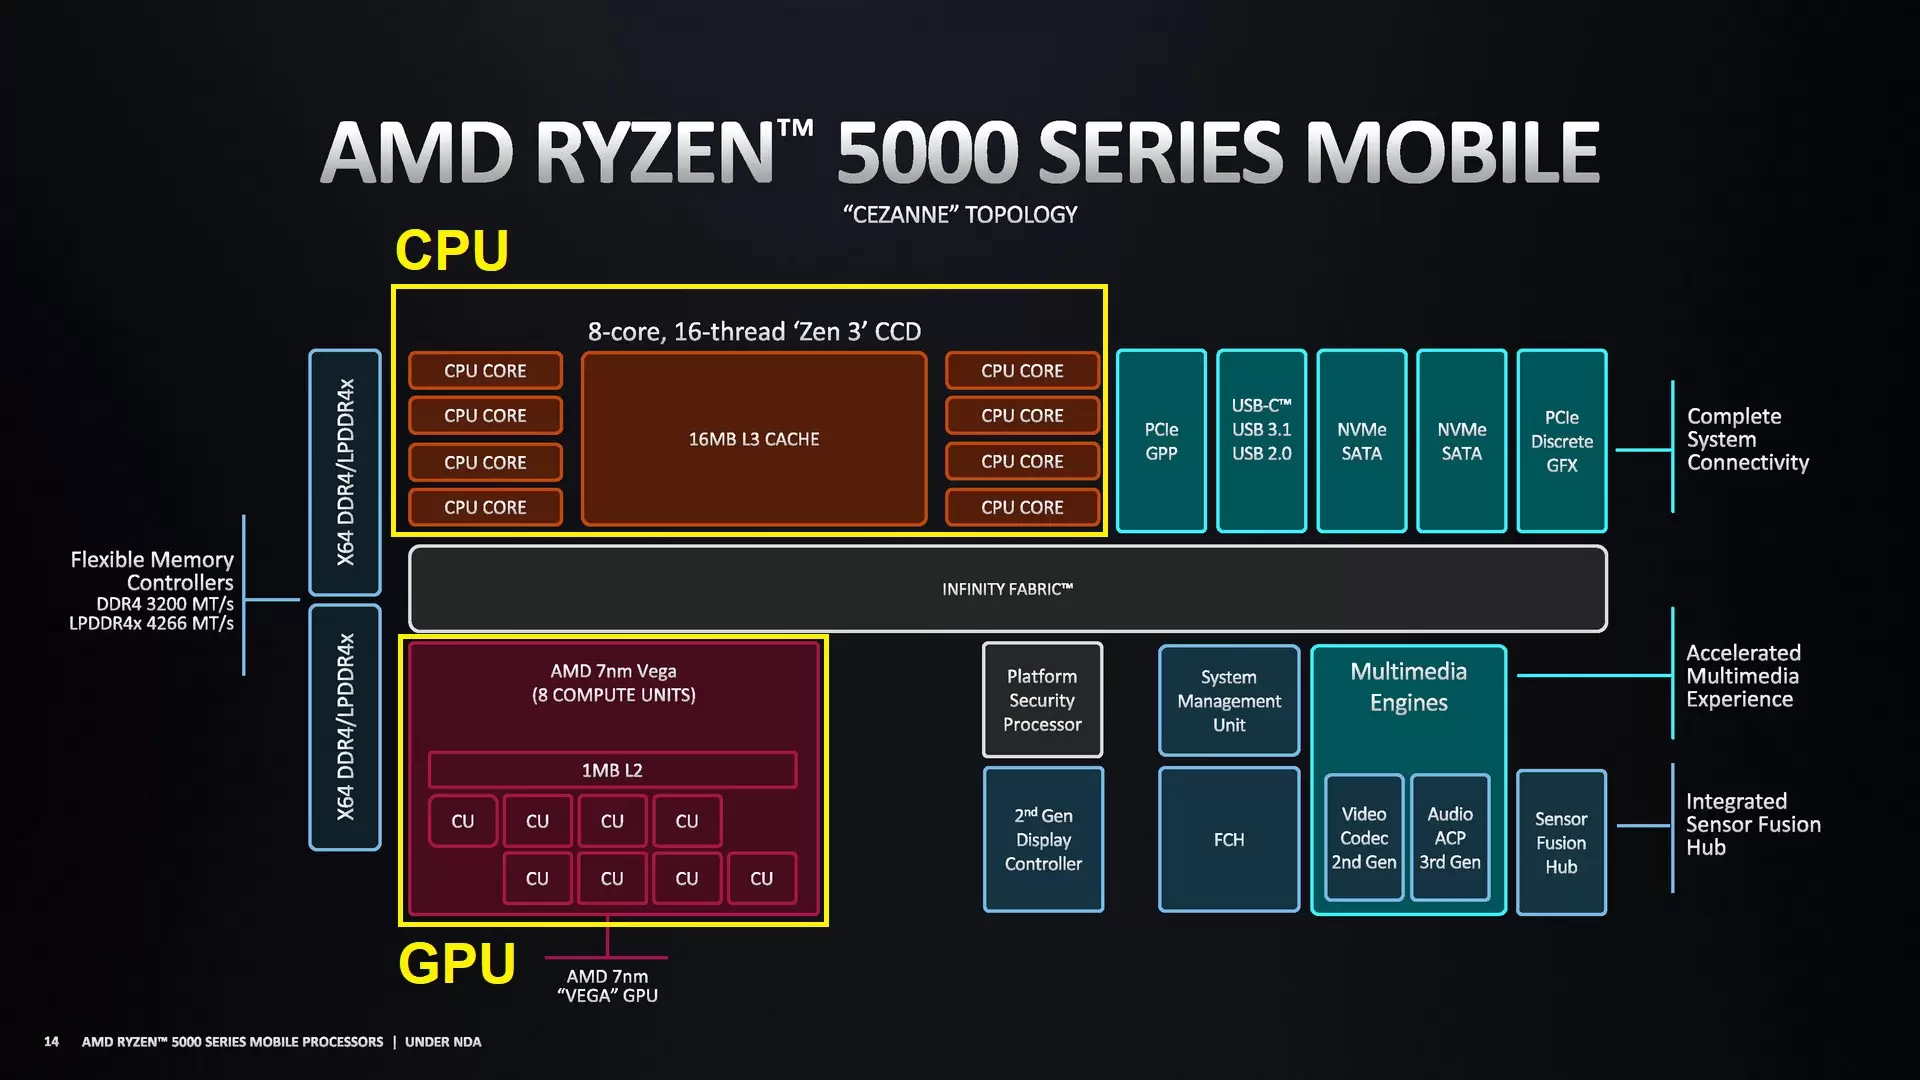 AMD RYZEN™ 5000 SERIES MOBILE
“CEZANNE” TOPOLOGY
CPU
8-core, 16-thread ‘Zen 3’ CCD
CPU CORE
CPU CORE
CPU CORE
CPU CORE
16MB L3 CACHE
CPU CORE
CPU CORE
CPU CORE
CPU CORE
PCIe
GPP
USB-C™
USB 3.1
USB 2.0
NVMe
SATA
NVMe
SATA
PCIe
Discrete
GFX
Complete
System
Connectivity
X64 DDR4/LPDDR4x
X64 DDR4/LPDDR4x
Flexible Memory
Controllers
DDR4 3200 MT/s
LPDDR4x 4266 MT/s
INFINITY FABRIC™
AMD 7nm Vega
(8 COMPUTE UNITS)
1MB L2
CU
CU
CU
CU
CU
CU
CU
CU
GPU
AMD 7nm
“VEGA” GPU
Platform
Security
Processor
2nd Gen
Display
Controller
System
Management
Unit
FCH
Multimedia
Engines
Video
Codec
2nd Gen
Audio
ACP
3rd Gen
Sensor
Fusion
Hub
Accelerated
Multimedia
Experience
Integrated
Sensor Fusion
Hub
14 AMD RYZEN™ 5000 SERIES MOBILE PROCESSORS | UNDER NDA